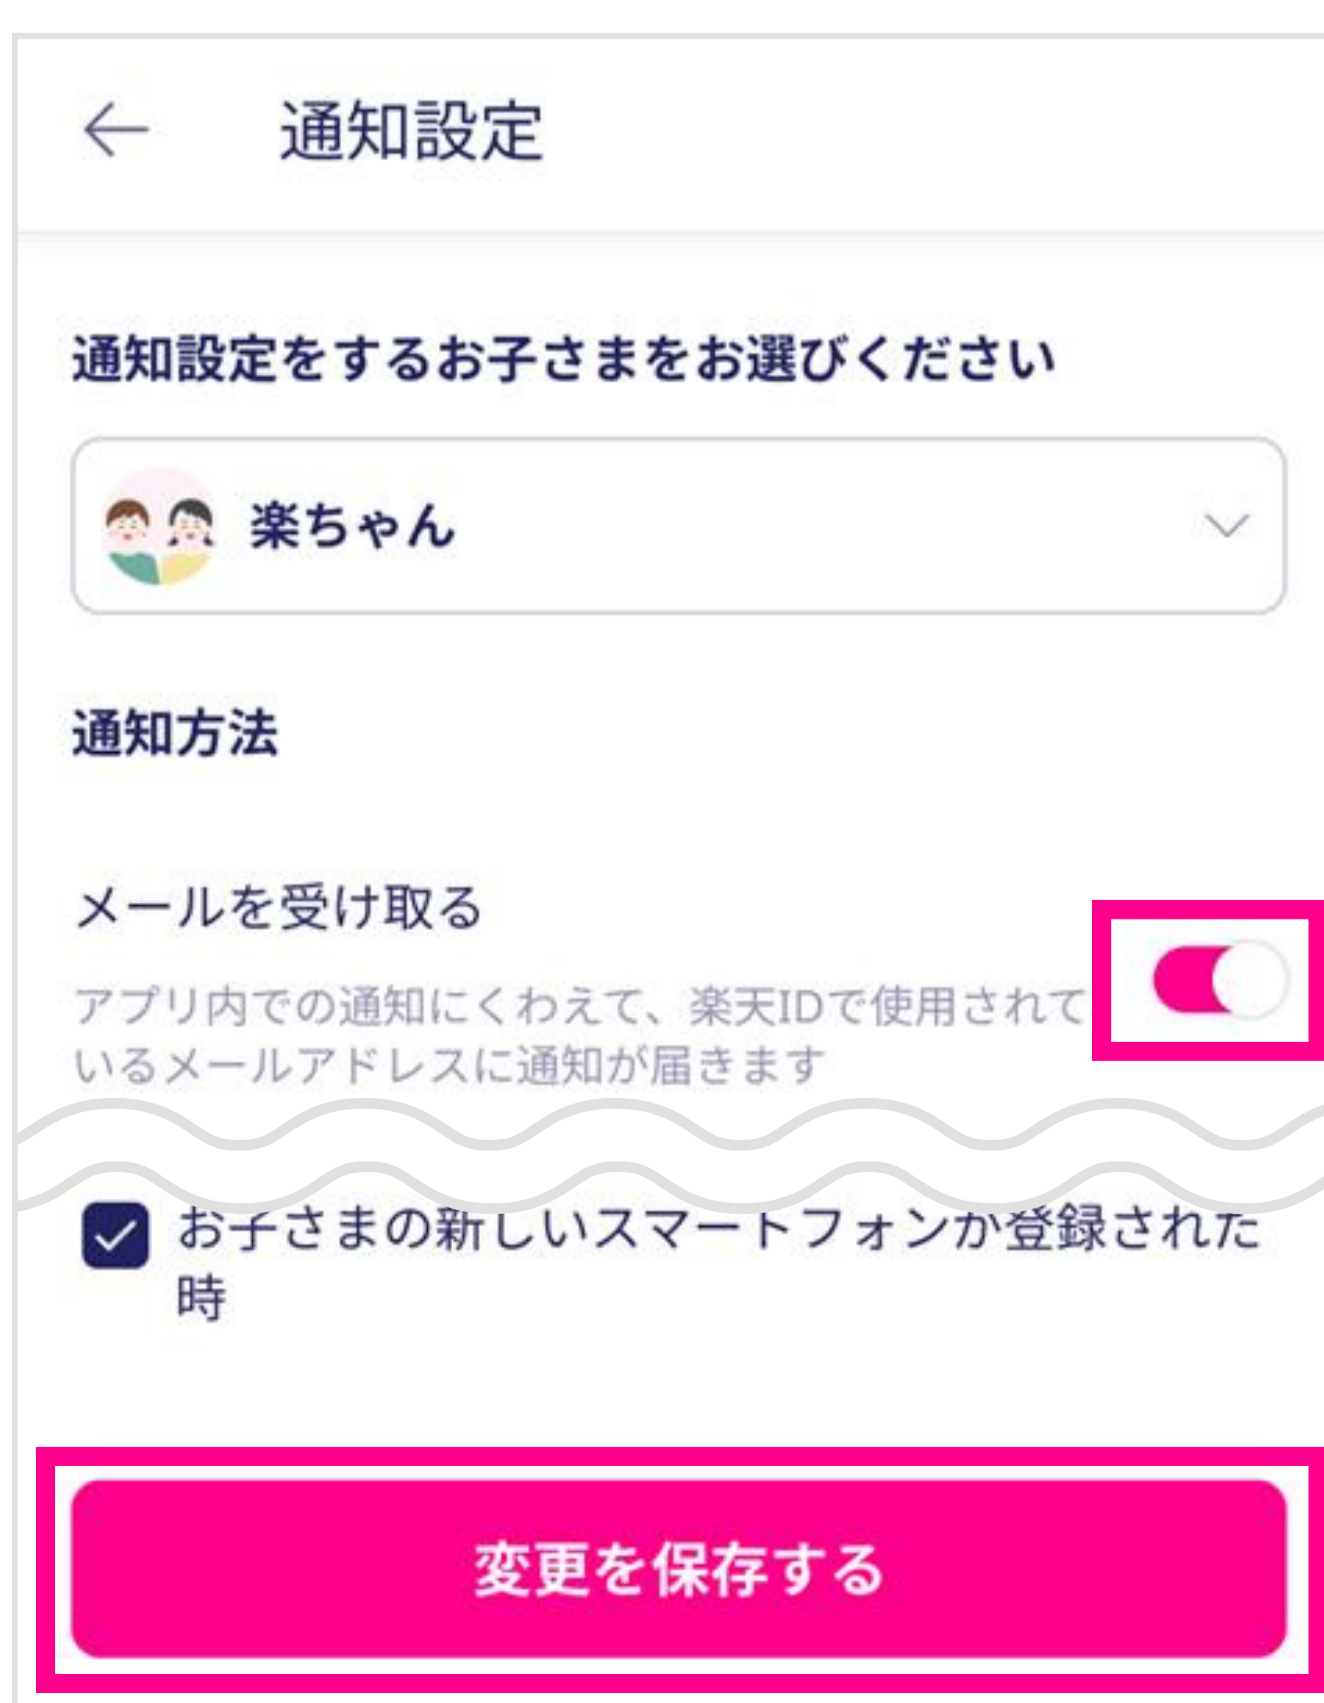 通知設定
通知設定をするお子さまをお選びください
楽ちゃん
通知方法
メールを受け取る
アプリ内での通知にくわえて、楽天IDで使用されて
いるメールアドレスに通知が届きます
お子さまの新しいスマートフォンが登録された
時
変更を保存する